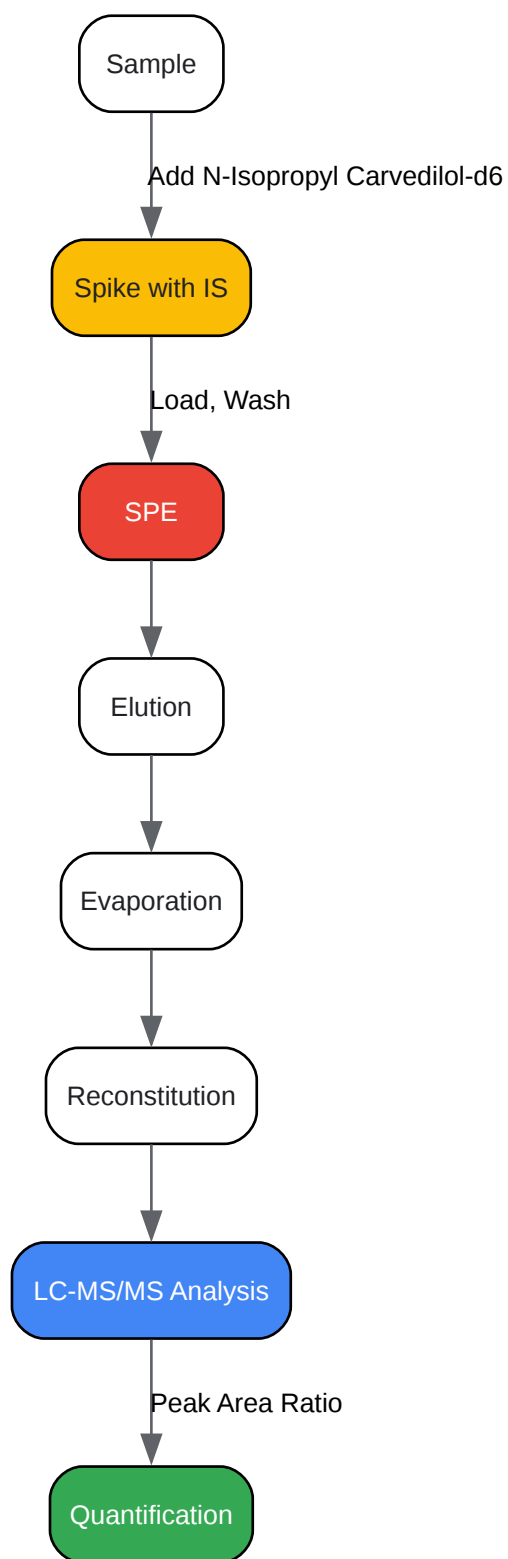 Sample
Add N-Isopropyl Carvedilol-d6
Spike with IS
Load, Wash
SPE
Elution
Evaporation
Reconstitution
LC-MS/MS Analysis
Peak Area Ratio
Quantification